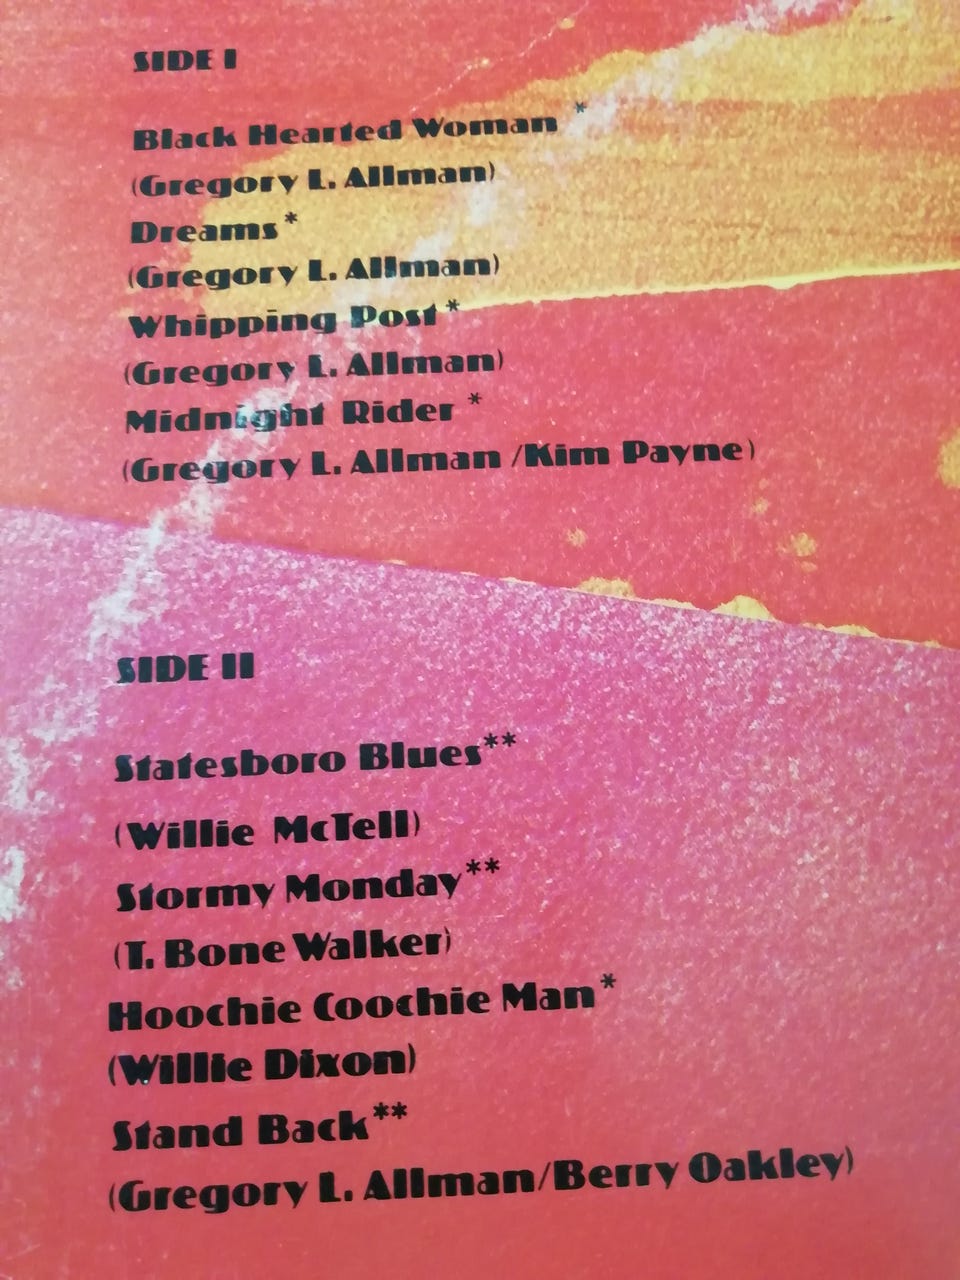 SIDE I
Black Hearted Woman *
(Gregory L. Allman)
Dreams*
(Gregory L. Allman)
Whipping Post*
(Gregory L. Allman)
Midnight Rider *
(Gregory L. Allman /Kim Payne)
SIDE II
Statesboro Blues**
(Willie McTell)
Stormy Monday**
(T. Bone Walker)
Hoochie Coochie Man*
(Willie Dixon)
Stand Back**
(Gregory L. Allman/Berry Oakley)